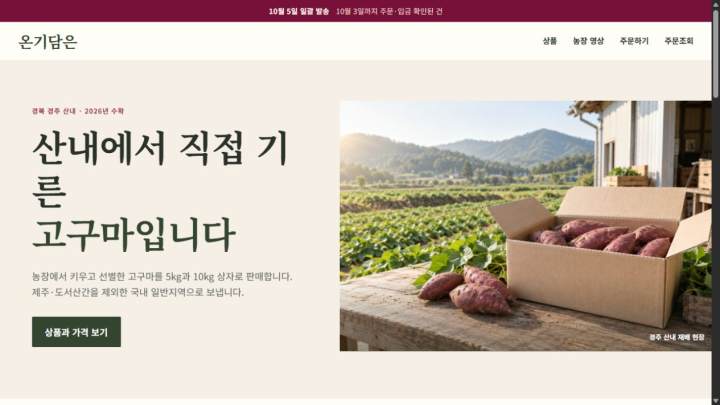 10월 5일 일괄 발송 10월 3일까지 주문·입금 확인된 건
온기담은
상품 농장 영상 주문하기 주문조회
경북 경주 산내 · 2026년 수확
산내에서 직접 기
른
고구마입니다
농장에서 키우고 선별한 고구마를 5kg과 10kg 상자로 판매합니다.
제주·도서산간을 제외한 국내 일반지역으로 보냅니다.
상품과 가격 보기
경주 산내 재배 현장